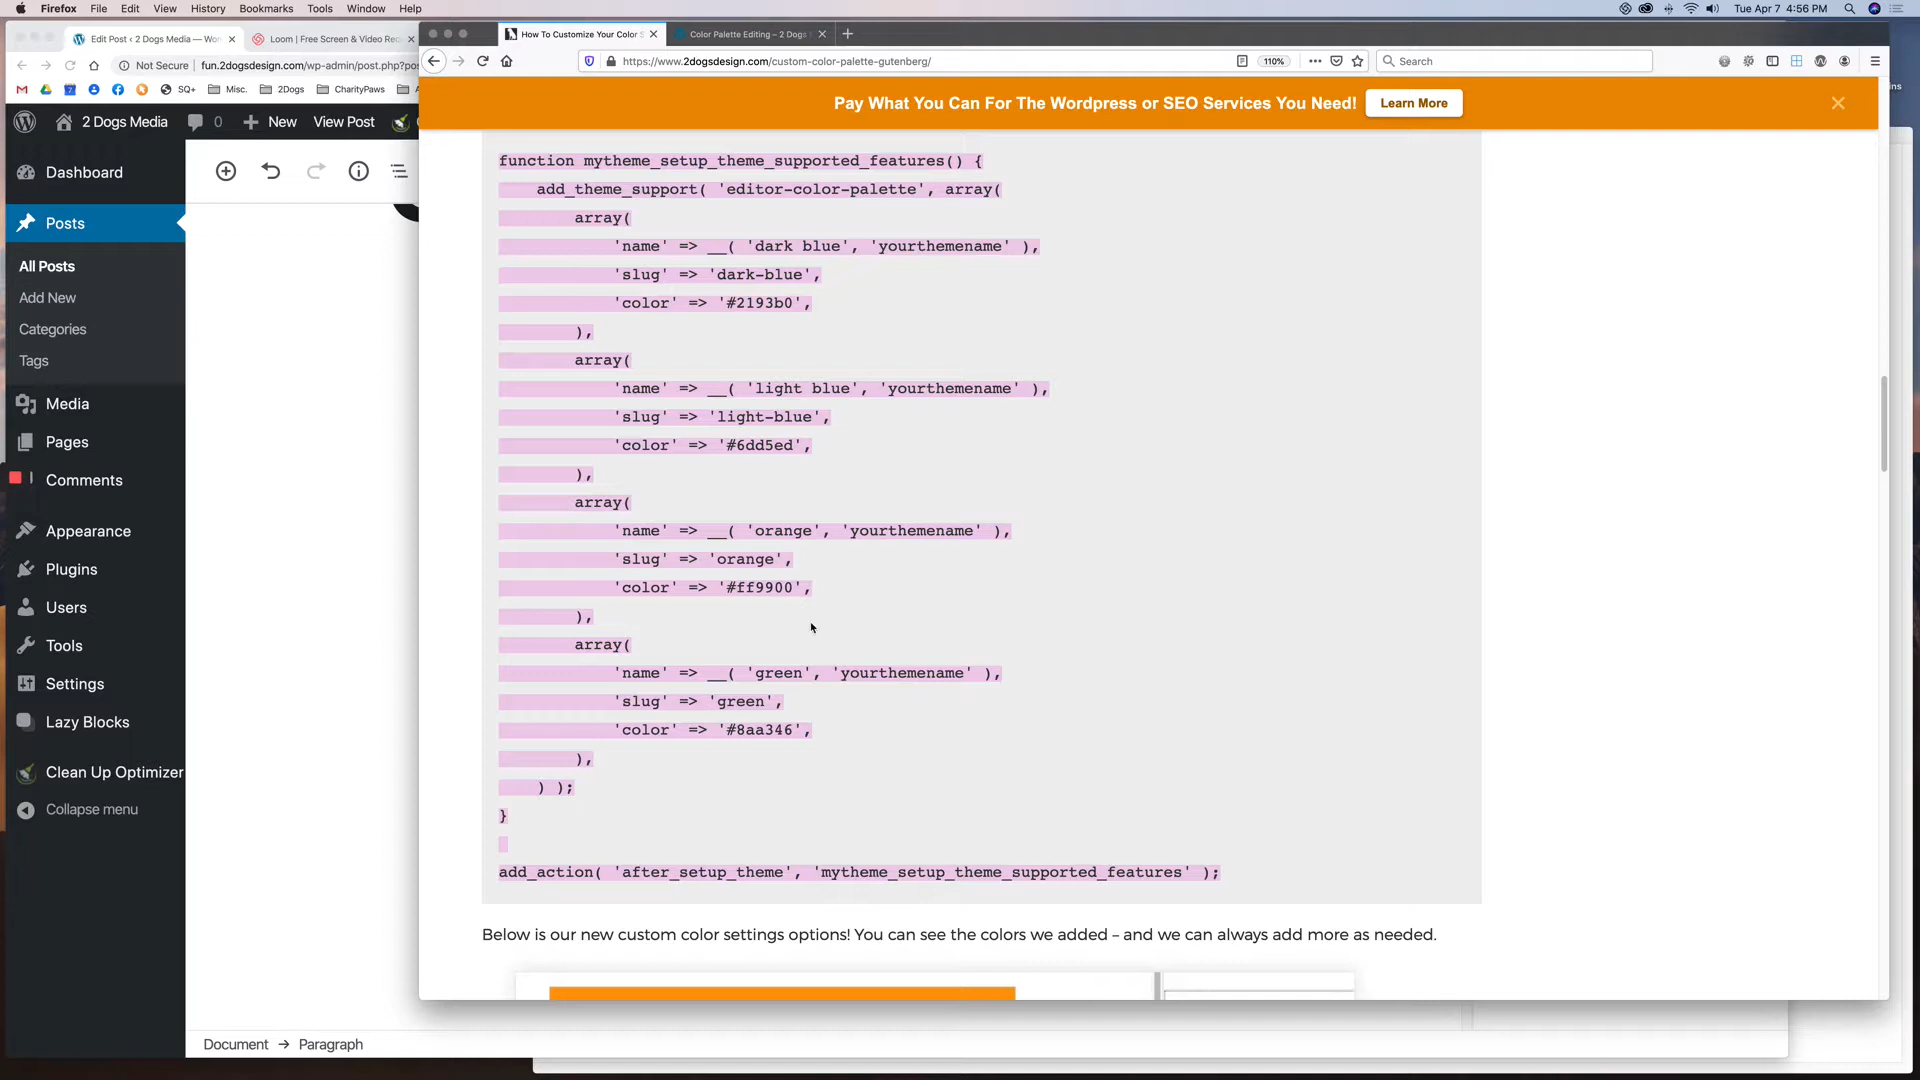 Firefox File Edit View History Bookmarks Tools Window Help
Tue Apr 7 4:56 PM
Edit Post ‹ 2 Dogs Media — Wor
Loom | Free Screen & Video Rec
How To Customize Your Color S
Color Palette Editing – 2 Dogs
Not Secure
fun.2dogsdesign.com/wp-admin/post.php?pos
https://www.2dogsdesign.com/custom-color-palette-gutenberg/
110%
Search
SQ+ Misc. 2Dogs CharityPaws
Pay What You Can For The Wordpress or SEO Services You Need!
Learn More
2 Dogs Media 0 New View Post
Dashboard
Posts
All Posts
Add New
Categories
Tags
Media
Pages
Comments
Appearance
Plugins
Users
Tools
Settings
Lazy Blocks
Clean Up Optimizer
Collapse menu
function mytheme_setup_theme_supported_features() {
add_theme_support( 'editor-color-palette', array(
array(
'name' => __( 'dark blue', 'yourthemename' ),
'slug' => 'dark-blue',
'color' => '#2193b0',
),
array(
'name' => __( 'light blue', 'yourthemename' ),
'slug' => 'light-blue',
'color' => '#6dd5ed',
),
array(
'name' => __( 'orange', 'yourthemename' ),
'slug' => 'orange',
'color' => '#ff9900',
),
array(
'name' => __( 'green', 'yourthemename' ),
'slug' => 'green',
'color' => '#8aa346',
),
) );
}
add_action( 'after_setup_theme', 'mytheme_setup_theme_supported_features' );
Below is our new custom color settings options! You can see the colors we added – and we can always add more as needed.
Document → Paragraph